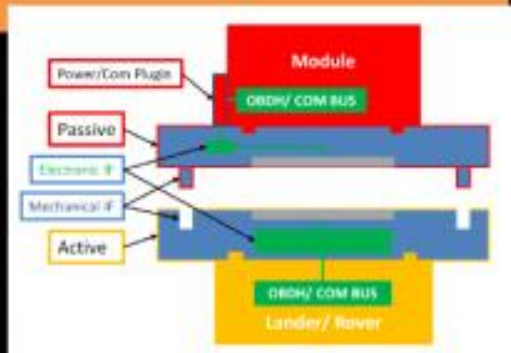 Module
Power/Com Plugin
OBDH/ COM BUS
Passive
Electronic IF
Mechanical IF
Active
OBDH/ COM BUS
Lander/ Rover